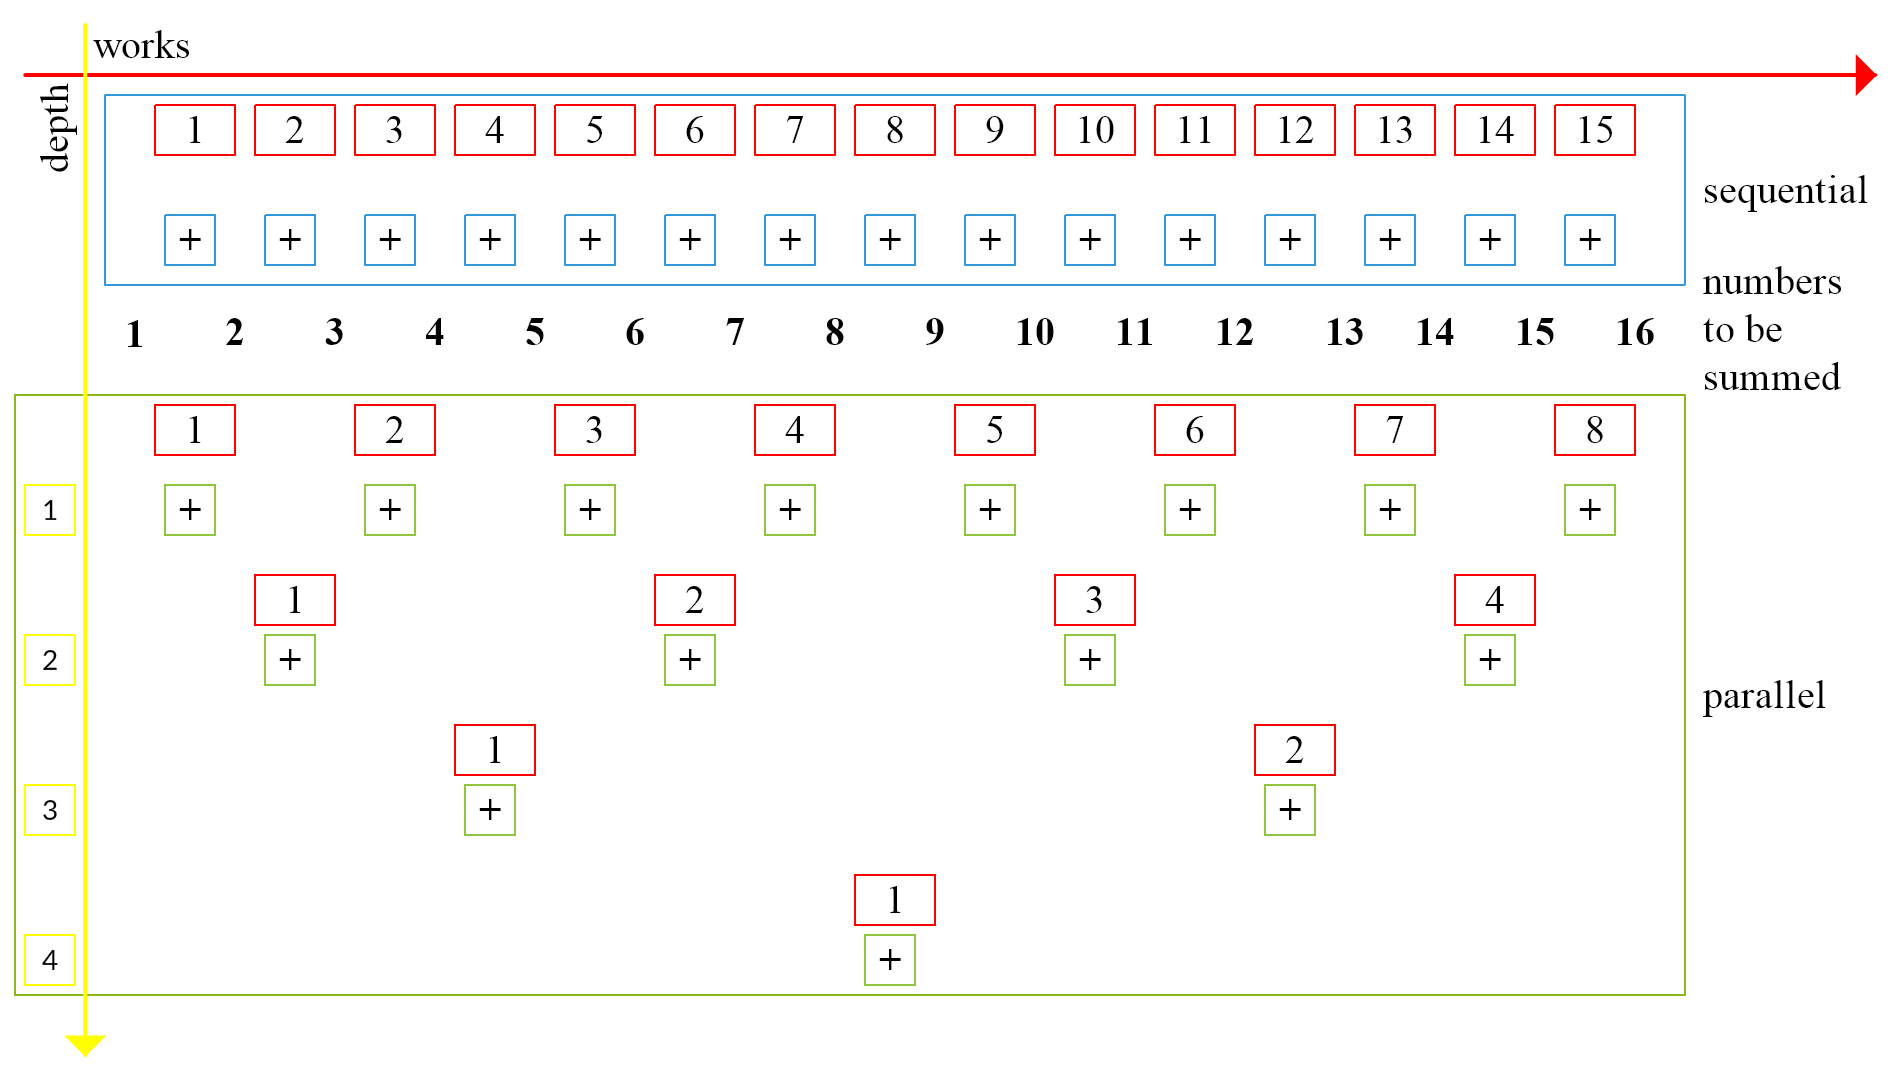 works
depth
1 2 3 4 5 6 7 8 9 10 11 12 13 14 15
sequential
+ + + + + + + + + + + + + + +
numbers
to be
summed
1 2 3 4 5 6 7 8 9 10 11 12 13 14 15 16
1 2 3 4 5 6 7 8
1 + + + + + + + +
1 2 3 4
2 + + + +
parallel
1 2
3 + +
1
4 +